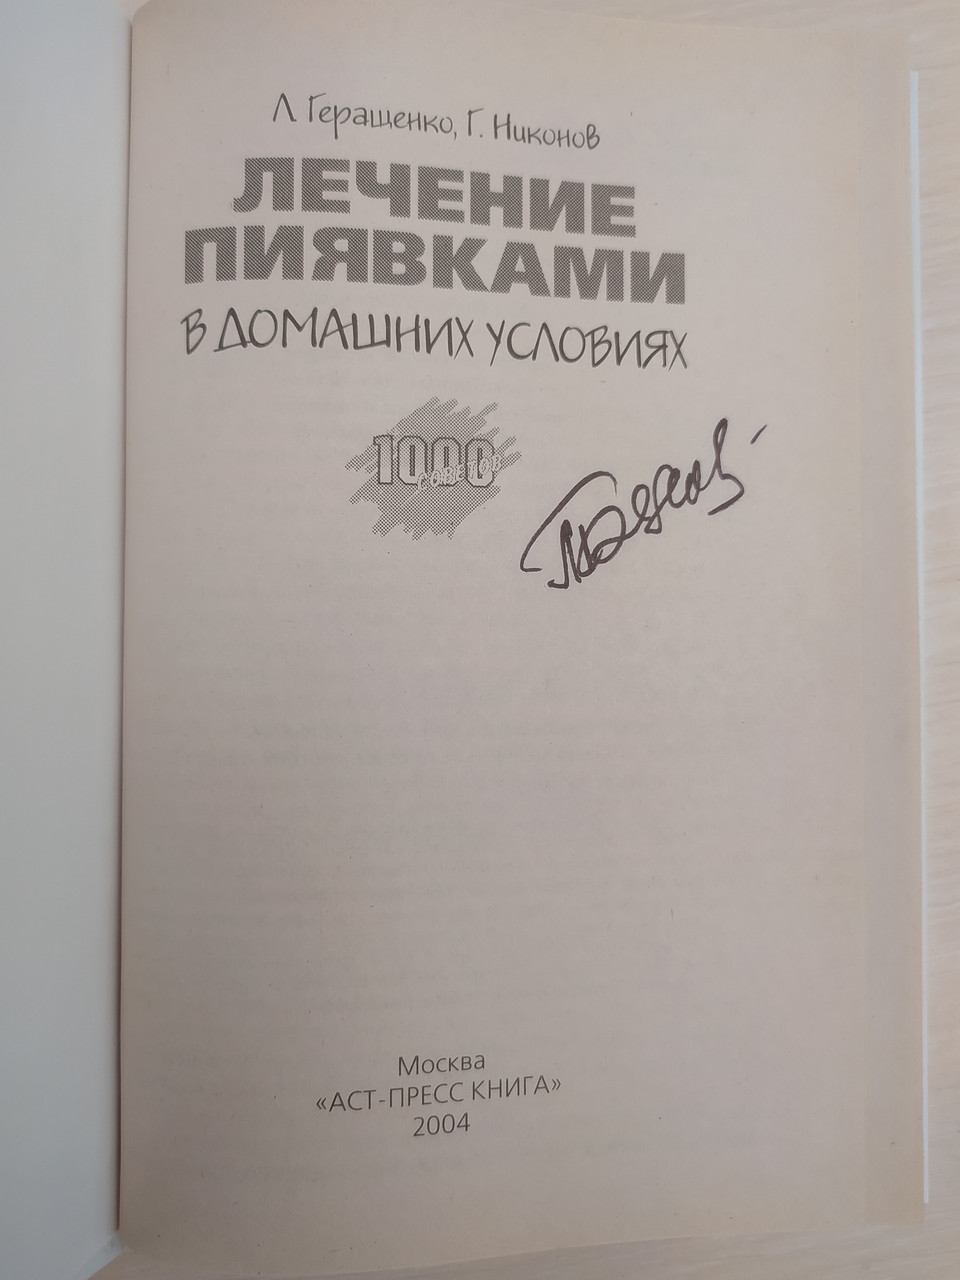 Л Геращенко, Г. Никонов
ЛЕЧЕНИЕ
ПИЯВКАМИ
В ДОМАШНИХ УСЛОВИЯХ
1000
СОВЕТОВ
Москва
«АСТ-ПРЕСС КНИГА»
2004